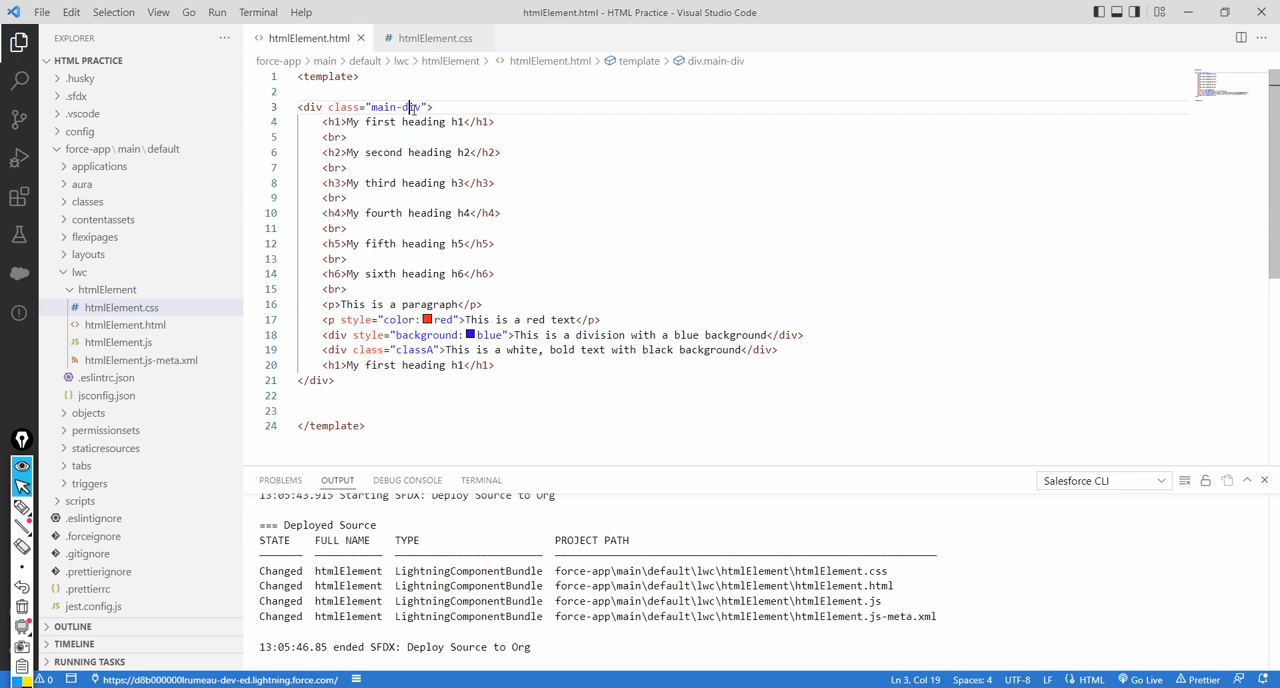 File Edit Selection View Go Run Terminal Help
htmlElement.html - HTML Practice - Visual Studio Code
EXPLORER
HTML PRACTICE
.husky
.sfdx
.vscode
config
force-app\main\default
applications
aura
classes
contentassets
flexipages
layouts
lwc
htmlElement
# htmlElement.css
<> htmlElement.html
JS htmlElement.js
htmlElement.js-meta.xml
.eslintrc.json
{} jsconfig.json
objects
permissionsets
staticresources
tabs
triggers
scripts
.eslintignore
.forceignore
.gitignore
.prettierignore
.prettierrc
jest.config.js
OUTLINE
TIMELINE
RUNNING TASKS
<> htmlElement.html
# htmlElement.css
force-app > main > default > lwc > htmlElement > <> htmlElement.html > template > div.main-div
1 <template>
2
3 <div class="main-div">
4 <h1>My first heading h1</h1>
5 <br>
6 <h2>My second heading h2</h2>
7 <br>
8 <h3>My third heading h3</h3>
9 <br>
10 <h4>My fourth heading h4</h4>
11 <br>
12 <h5>My fifth heading h5</h5>
13 <br>
14 <h6>My sixth heading h6</h6>
15 <br>
16 <p>This is a paragraph</p>
17 <p style="color:red">This is a red text</p>
18 <div style="background:blue">This is a division with a blue background</div>
19 <div class="classA">This is a white, bold text with black background</div>
20 <h1>My first heading h1</h1>
21 </div>
22
23
24 </template>
PROBLEMS OUTPUT DEBUG CONSOLE TERMINAL
Salesforce CLI
13:05:43.915 Starting SFDX: Deploy Source to Org
=== Deployed Source
STATE FULL NAME TYPE PROJECT PATH
Changed htmlElement LightningComponentBundle force-app\main\default\lwc\htmlElement\htmlElement.css
Changed htmlElement LightningComponentBundle force-app\main\default\lwc\htmlElement\htmlElement.html
Changed htmlElement LightningComponentBundle force-app\main\default\lwc\htmlElement\htmlElement.js
Changed htmlElement LightningComponentBundle force-app\main\default\lwc\htmlElement\htmlElement.js-meta.xml
13:05:46.85 ended SFDX: Deploy Source to Org
0 https://d8b000000lrumeau-dev-ed.lightning.force.com/
Ln 3, Col 19 Spaces: 4 UTF-8 LF HTML Go Live Prettier